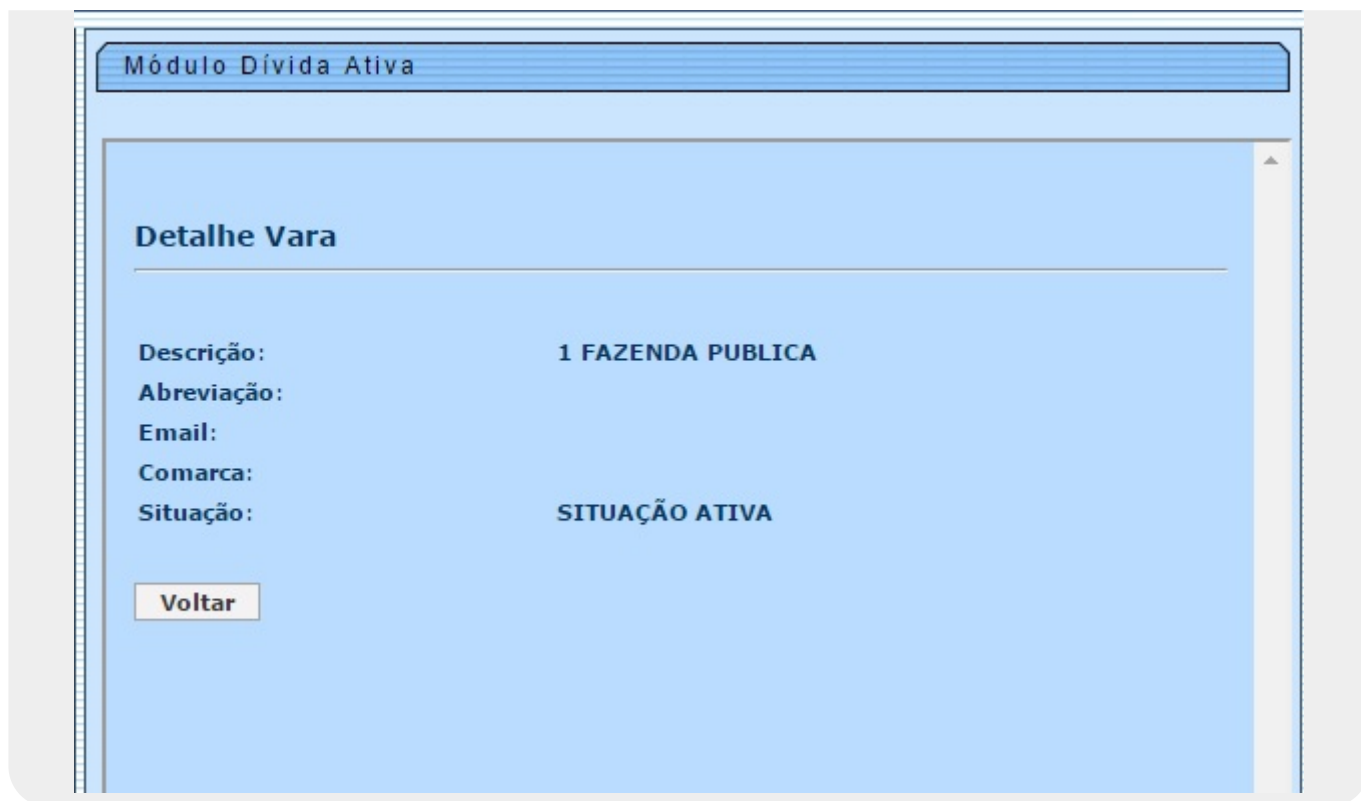 Módulo Dívida Ativa
Detalhe Vara
Descrição: 1 FAZENDA PUBLICA
Abreviação:
Email:
Comarca:
Situação: SITUAÇÃO ATIVA
Voltar